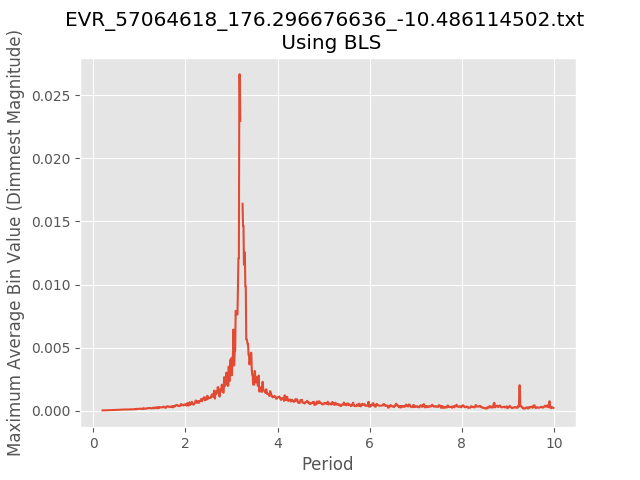 EVR_57064618_176.296676636_-10.486114502.txt
Using BLS
Maximum Average Bin Value (Dimmest Magnitude)
0.025
0.020
0.015
0.010
0.005
0.000
0 2 4 6 8 10
Period